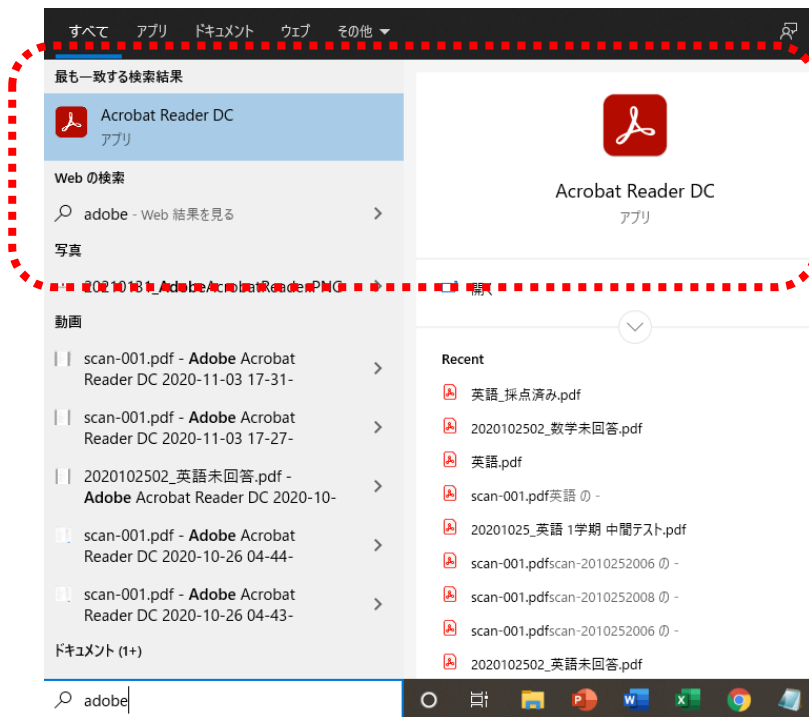 すべて アプリ ドキュメント ウェブ その他
最も一致する検索結果
Acrobat Reader DC
アプリ
Web の検索
adobe - Web 結果を見る
写真
20210131_AdobeAcrobatReader.PNG
動画
scan-001.pdf - Adobe Acrobat
Reader DC 2020-11-03 17-31-
scan-001.pdf - Adobe Acrobat
Reader DC 2020-11-03 17-27-
2020102502_英語未回答.pdf -
Adobe Acrobat Reader DC 2020-10-
scan-001.pdf - Adobe Acrobat
Reader DC 2020-10-26 04-44-
scan-001.pdf - Adobe Acrobat
Reader DC 2020-10-26 04-43-
ドキュメント (1+)
adobe
Acrobat Reader DC
アプリ
開く
Recent
英語_採点済み.pdf
2020102502_数学未回答.pdf
英語.pdf
scan-001.pdf英語 の -
20201025_英語 1学期 中間テスト.pdf
scan-001.pdfscan-2010252006 の -
scan-001.pdfscan-2010252008 の -
scan-001.pdfscan-2010252006 の -
2020102502_英語未回答.pdf